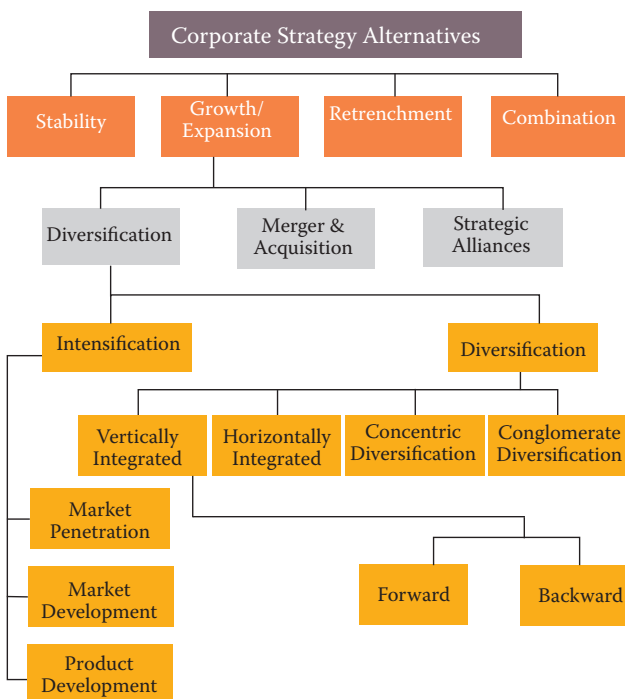 Corporate Strategy Alternatives
Stability
Growth/
Expansion
Retrenchment
Combination
Diversification
Merger &
Acquisition
Strategic
Alliances
Intensification
Diversification
Vertically
Integrated
Horizontally
Integrated
Concentric
Diversification
Conglomerate
Diversification
Market
Penetration
Market
Development
Product
Development
Forward
Backward